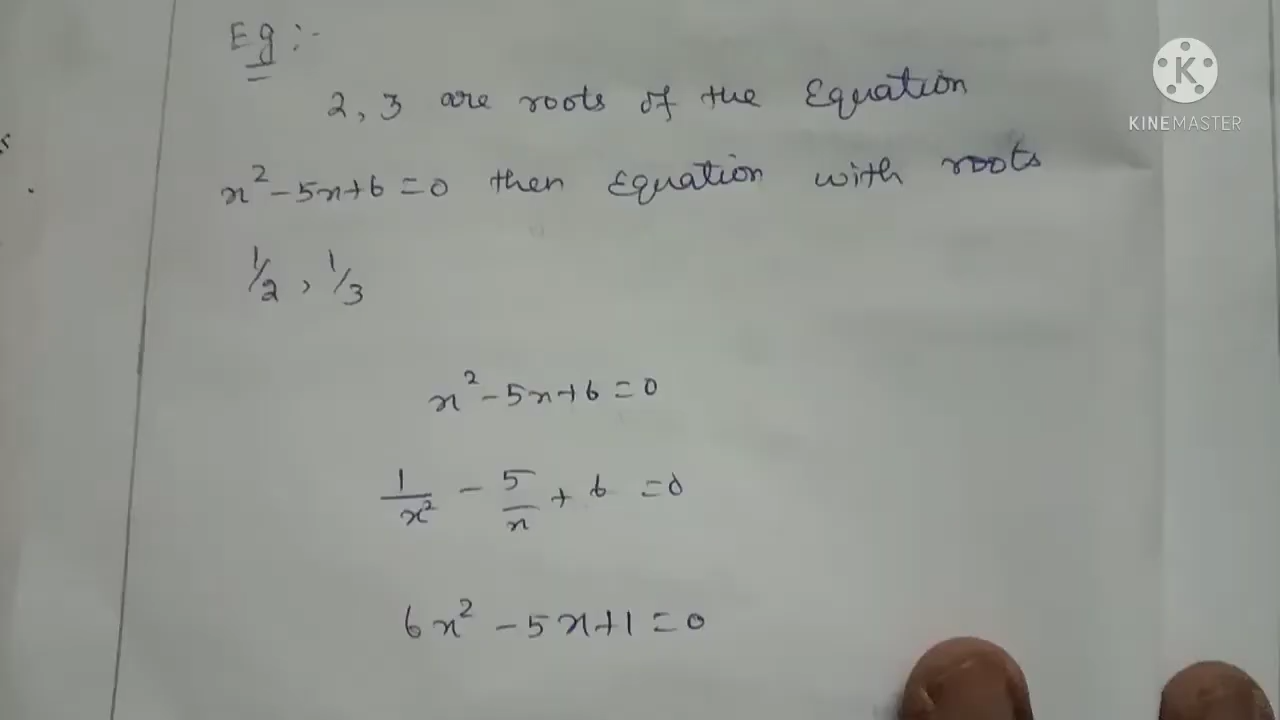 Eg :-
2, 3 are roots of the Equation
x² - 5x + 6 = 0 then Equation with roots
1/2 , 1/3
x² - 5x + 6 = 0
1/x² - 5/x + 6 = 0
6x² - 5x + 1 = 0
K
KINEMASTER